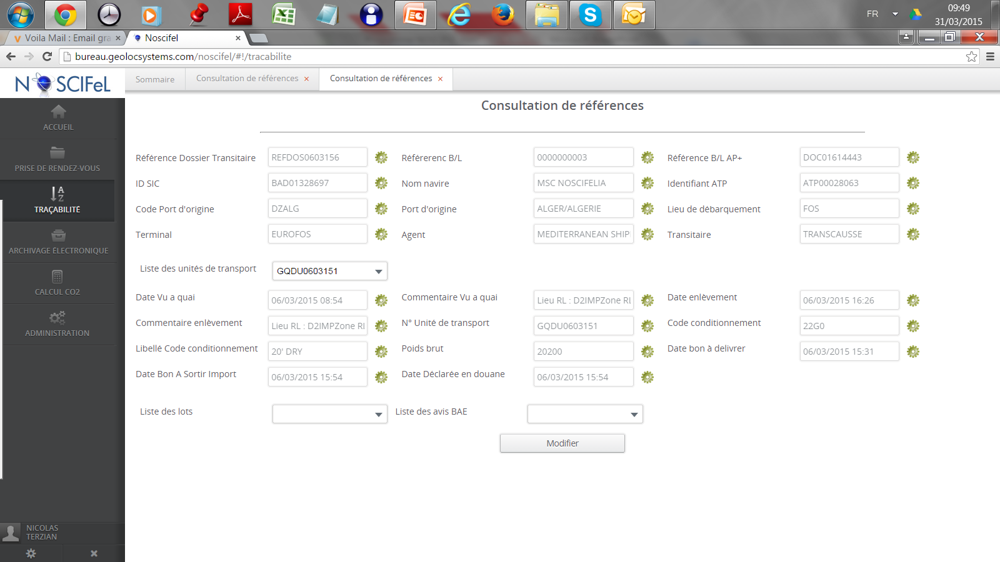 FR
09:49
31/03/2015
Voila Mail : Email gra
Noscifel
bureau.geolocsystems.com/noscifel/#!/tracabilite
NOSCIFeL
Sommaire
Consultation de références
Consultation de références
ACCUEIL
PRISE DE RENDEZ-VOUS
TRAÇABILITÉ
ARCHIVAGE ÉLECTRONIQUE
CALCUL CO2
ADMINISTRATION
NICOLAS
TERZIAN
Consultation de références
Référence Dossier Transitaire REFDOS0603156 Référerenc B/L 0000000003 Référence B/L AP+ DOC01614443
ID SIC BAD01328697 Nom navire MSC NOSCIFELIA Identifiant ATP ATP00028063
Code Port d'origine DZALG Port d'origine ALGER/ALGERIE Lieu de débarquement FOS
Terminal EUROFOS Agent MEDITERRANEAN SHIP Transitaire TRANSCAUSSE
Liste des unités de transport GQDU0603151
Date Vu a quai 06/03/2015 08:54 Commentaire Vu a quai Lieu RL : D2IMPZone RL Date enlèvement 06/03/2015 16:26
Commentaire enlèvement Lieu RL : D2IMPZone RL N° Unité de transport GQDU0603151 Code conditionnement 22G0
Libellé Code conditionnement 20' DRY Poids brut 20200 Date bon à delivrer 06/03/2015 15:31
Date Bon A Sortir Import 06/03/2015 15:54 Date Déclarée en douane 06/03/2015 15:54
Liste des lots Liste des avis BAE
Modifier